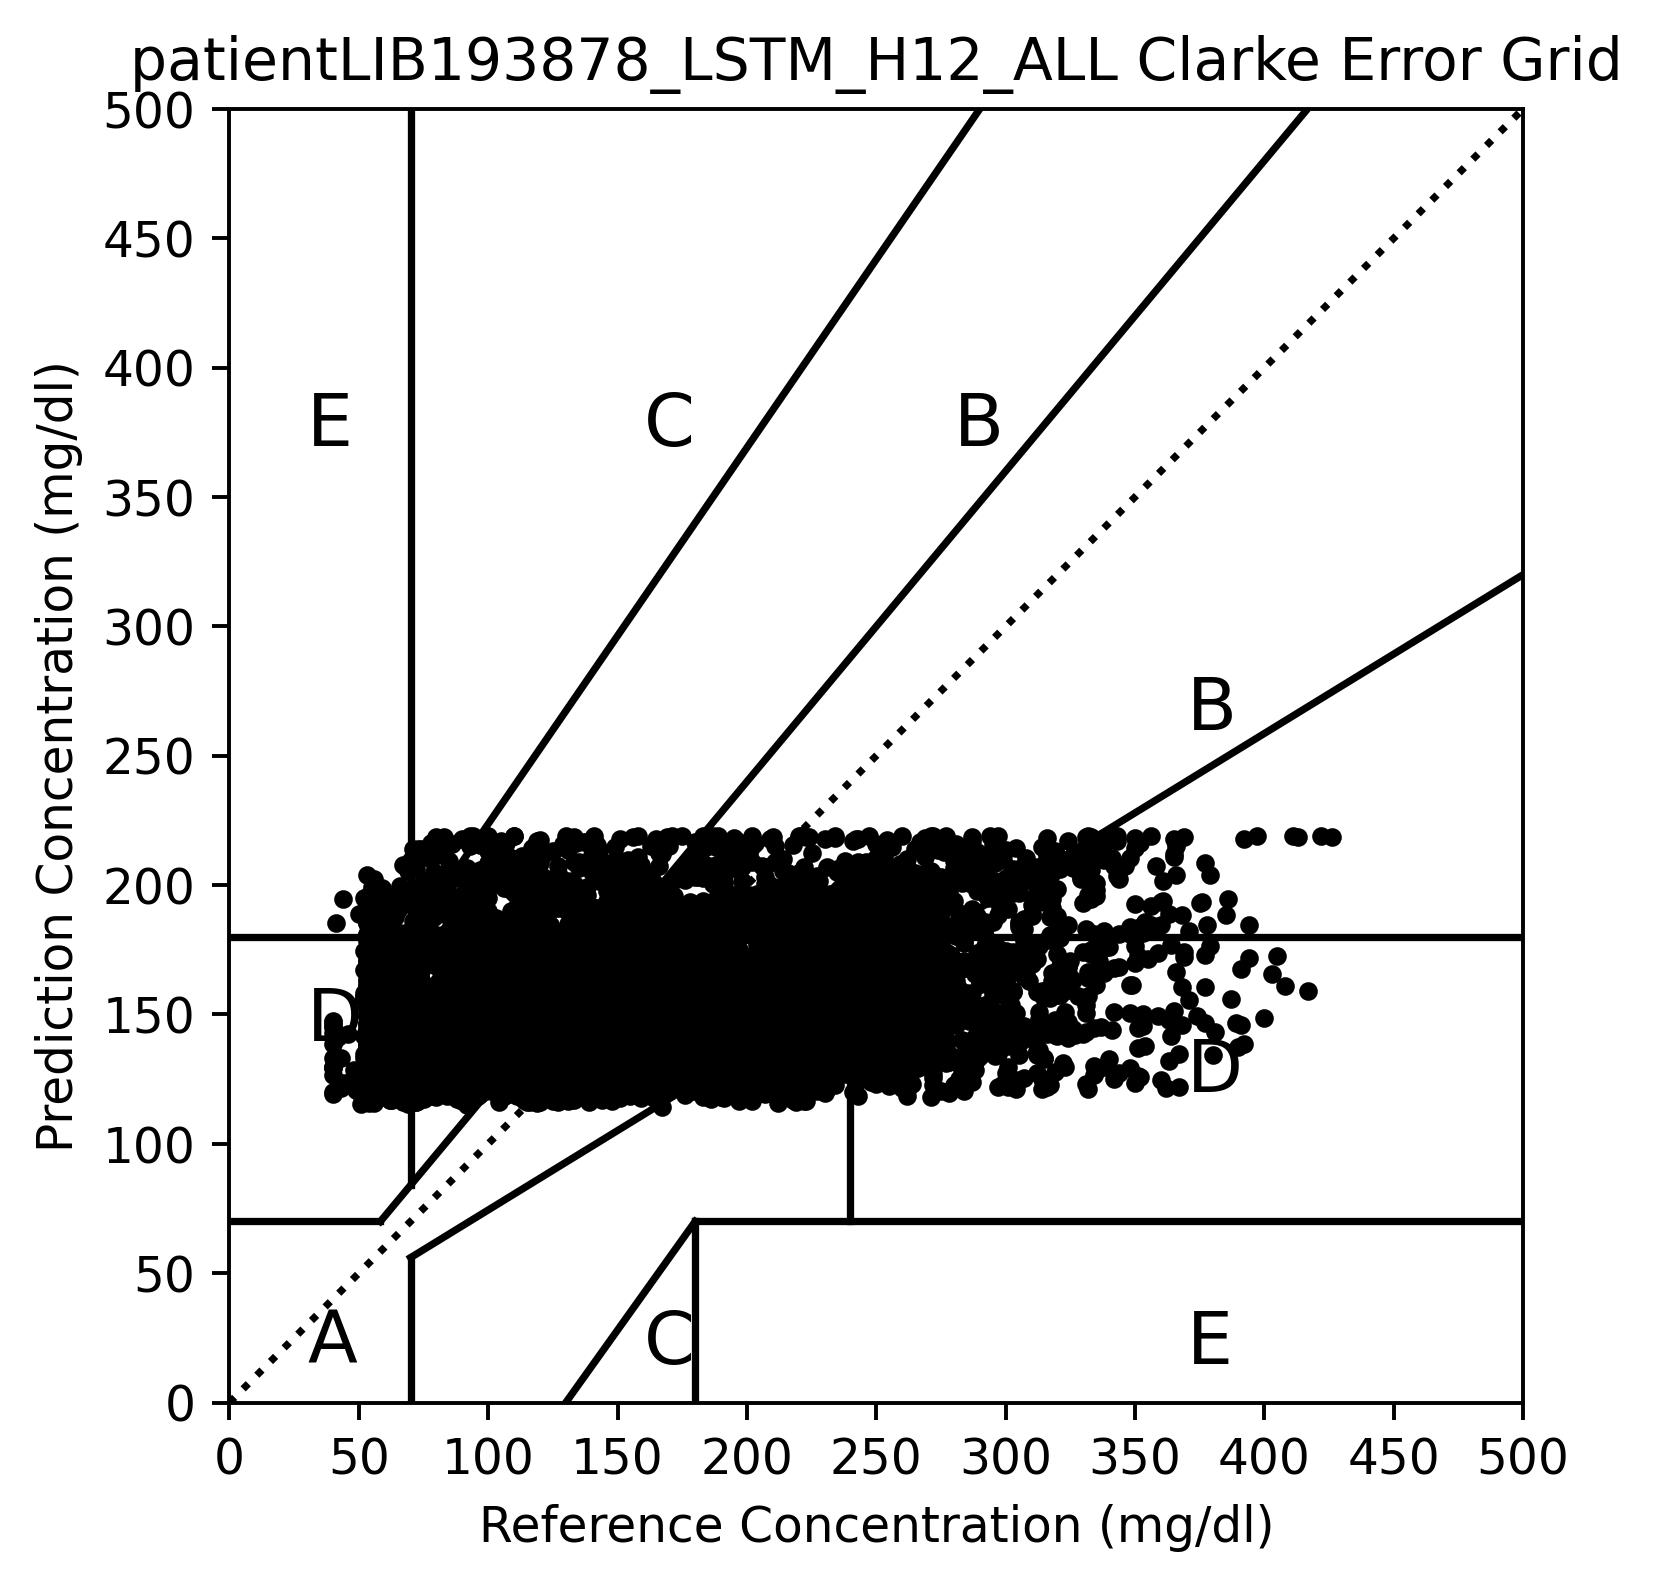 patientLIB193878_LSTM_H12_ALL Clarke Error Grid
500
450
400
350
300
250
200
150
100
50
0
Prediction Concentration (mg/dl)
E
C
B
B
D
D
A
C
E
0 50 100 150 200 250 300 350 400 450 500
Reference Concentration (mg/dl)